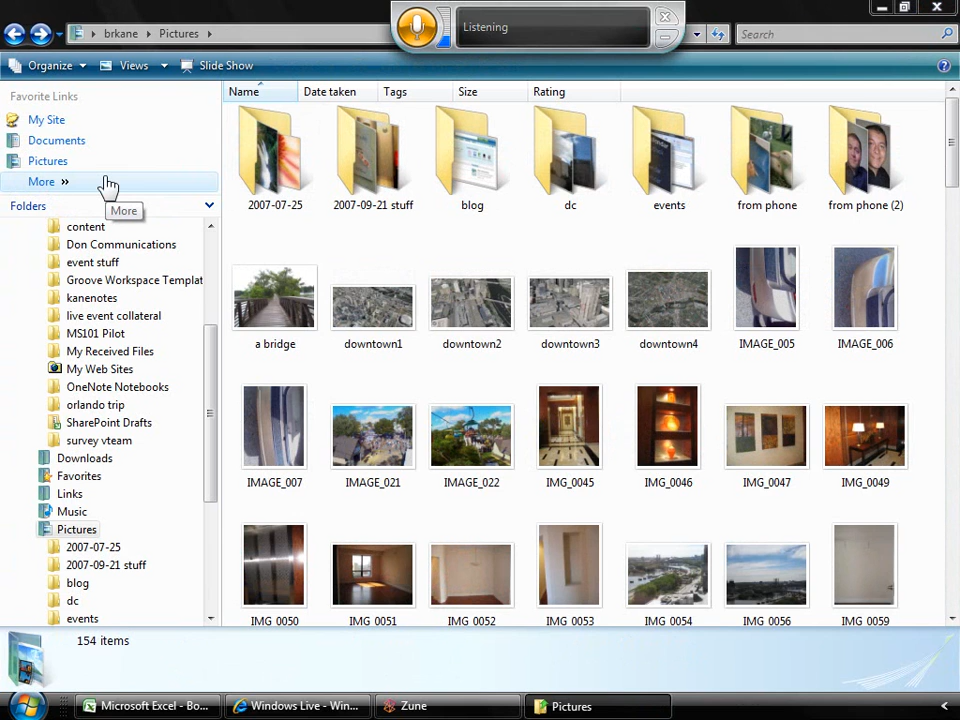 Listening
brkane Pictures
Search
Organize Views Slide Show
Favorite Links
My Site
Documents
Pictures
More »
More
Folders
content
Don Communications
event stuff
Groove Workspace Templat
kanenotes
live event collateral
MS101 Pilot
My Received Files
My Web Sites
OneNote Notebooks
orlando trip
SharePoint Drafts
survey vteam
Downloads
Favorites
Links
Music
Pictures
2007-07-25
2007-09-21 stuff
blog
dc
events
Name Date taken Tags Size Rating
2007-07-25 2007-09-21 stuff blog dc events from phone from phone (2)
a bridge downtown1 downtown2 downtown3 downtown4 IMAGE_005 IMAGE_006
IMAGE_007 IMAGE_021 IMAGE_022 IMG_0045 IMG_0046 IMG_0047 IMG_0049
IMG_0050 IMG_0051 IMG_0052 IMG_0053 IMG_0054 IMG_0056 IMG_0059
154 items
Microsoft Excel - Bo... Windows Live - Win... Zune Pictures